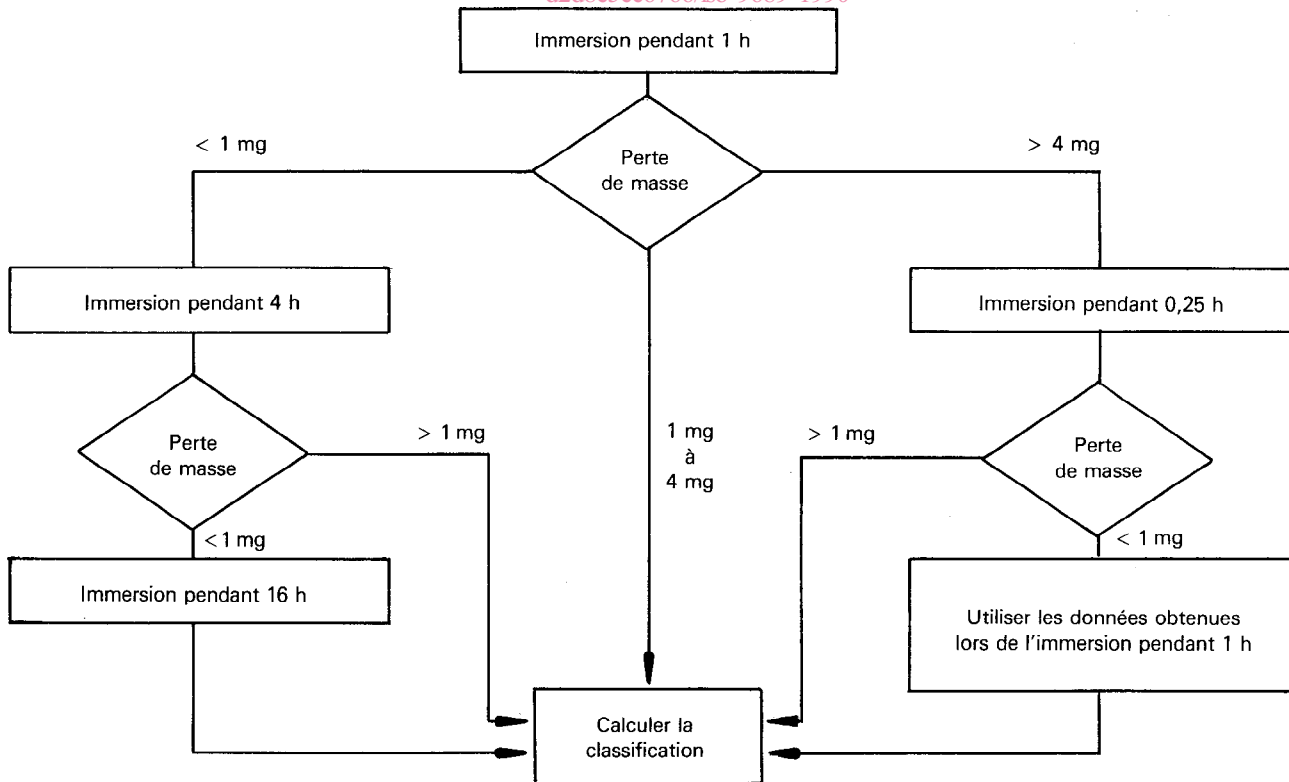 Immersion pendant 1 h
< 1 mg
Perte
de masse
> 4 mg
Immersion pendant 4 h
Immersion pendant 0,25 h
Perte
de masse
> 1 mg
1 mg
à
4 mg
> 1 mg
Perte
de masse
< 1 mg
< 1 mg
Immersion pendant 16 h
Utiliser les données obtenues
lors de l'immersion pendant 1 h
Calculer la
classification